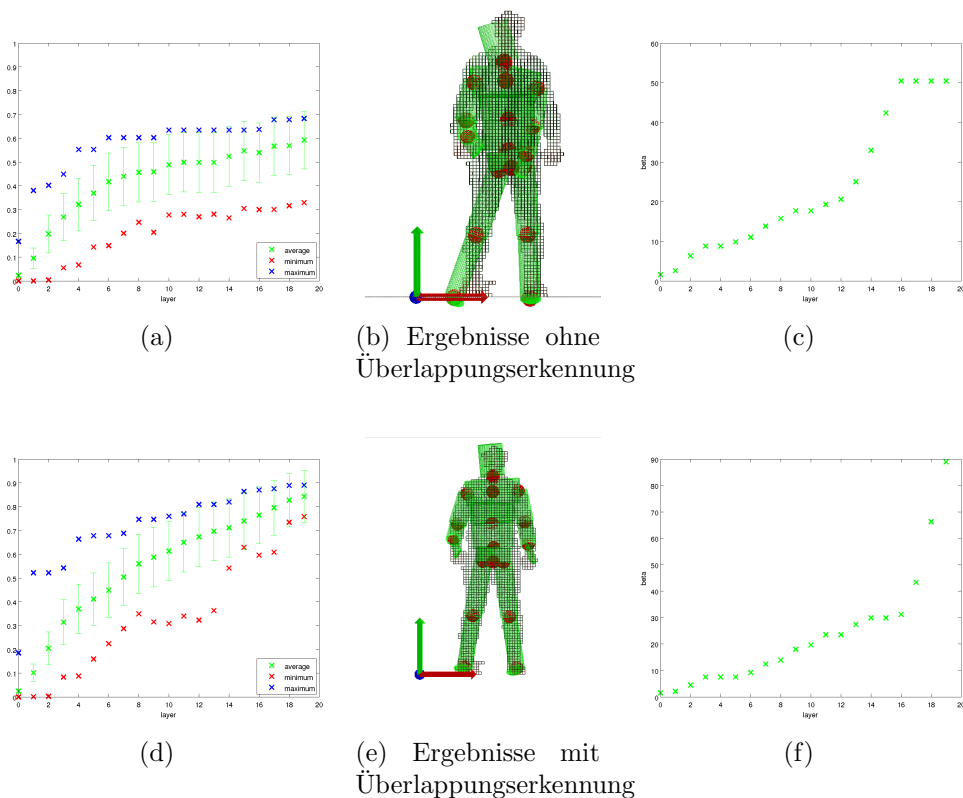 1
0.9
0.8
0.7
0.6
0.5
0.4
0.3
0.2
0.1
0
0 2 4 6 8 10 12 14 16 18 20
layer
average
minimum
maximum
(a)
(b) Ergebnisse ohne
Überlappungserkennung
60
50
40
30
20
10
0
beta
0 2 4 6 8 10 12 14 16 18 20
layer
(c)
1
0.9
0.8
0.7
0.6
0.5
0.4
0.3
0.2
0.1
0
0 2 4 6 8 10 12 14 16 18 20
layer
average
minimum
maximum
(d)
(e) Ergebnisse mit
Überlappungserkennung
90
80
70
60
50
40
30
20
10
0
beta
0 2 4 6 8 10 12 14 16 18 20
layer
(f)